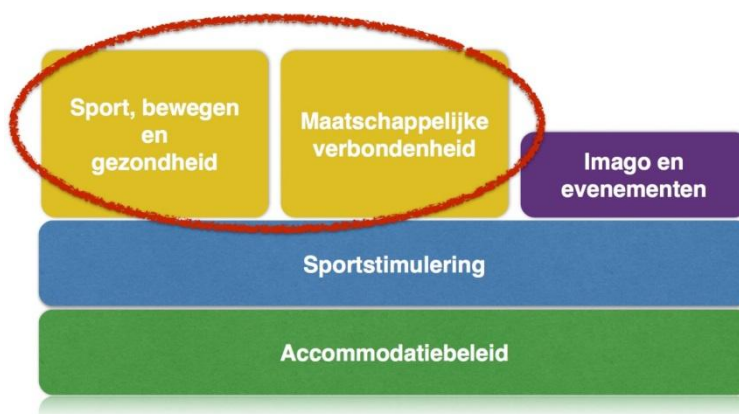 Sport, bewegen
en
gezondheid
Maatschappelijke
verbondenheid
Imago en
evenementen
Sportstimulering
Accommodatiebeleid